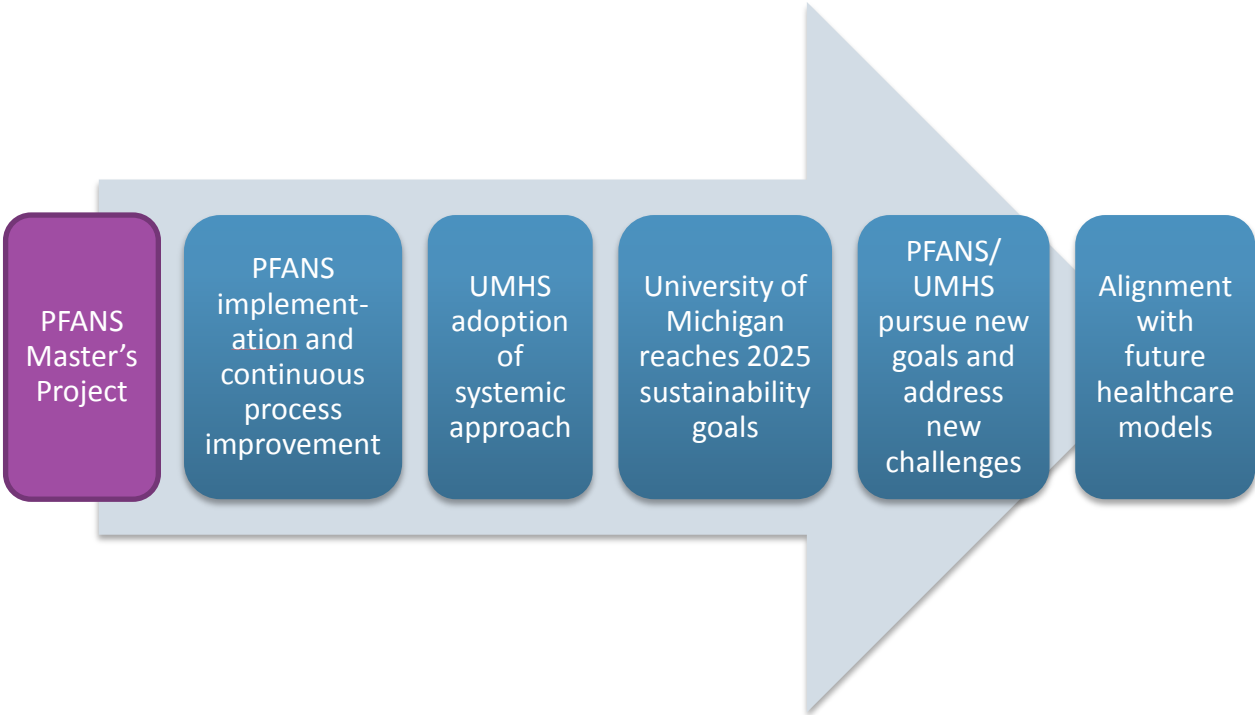 PFANS
Master’s
Project
PFANS
implement-
ation and
continuous
process
improvement
UMHS
adoption
of
systemic
approach
University of
Michigan
reaches 2025
sustainability
goals
PFANS/
UMHS
pursue new
goals and
address
new
challenges
Alignment
with
future
healthcare
models